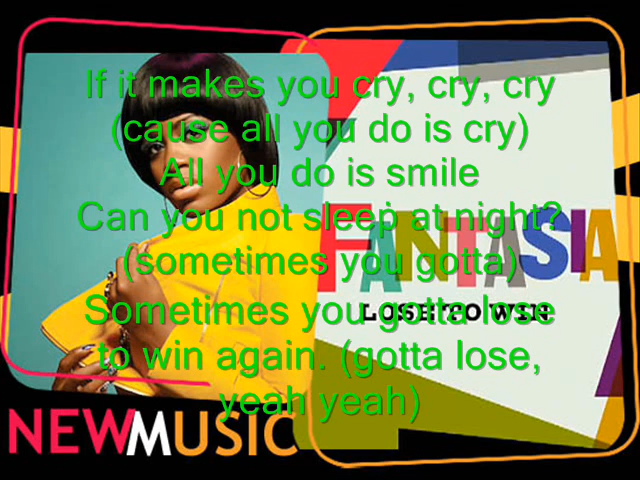 If it makes you cry, cry, cry
(cause all you do is cry)
All you do is smile
Can you not sleep at night?
(sometimes you gotta)
Sometimes you gotta lose
to win again. (gotta lose,
yeah yeah)
FANTASIA
LOSE TO WIN
NEWMUSIC